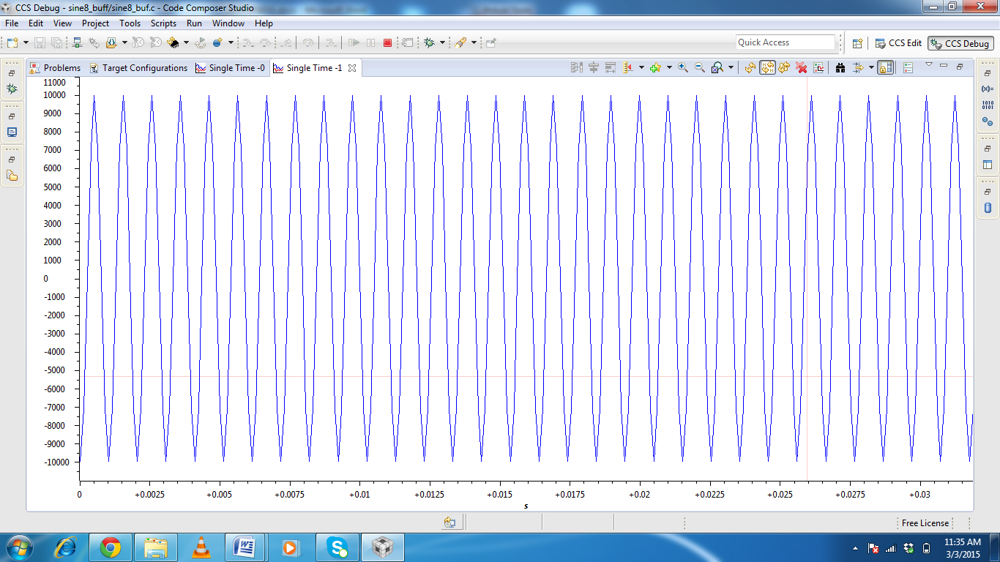 CCS Debug - sine8_buff/sine8_buf.c - Code Composer Studio
File Edit View Project Tools Scripts Run Window Help
Quick Access
CCS Edit
CCS Debug
Problems
Target Configurations
Single Time -0
Single Time -1
11000
10000
9000
8000
7000
6000
5000
4000
3000
2000
1000
0
-1000
-2000
-3000
-4000
-5000
-6000
-7000
-8000
-9000
-10000
0 +0.0025 +0.005 +0.0075 +0.01 +0.0125 +0.015 +0.0175 +0.02 +0.0225 +0.025 +0.0275 +0.03
s
Free License
11:35 AM
3/3/2015